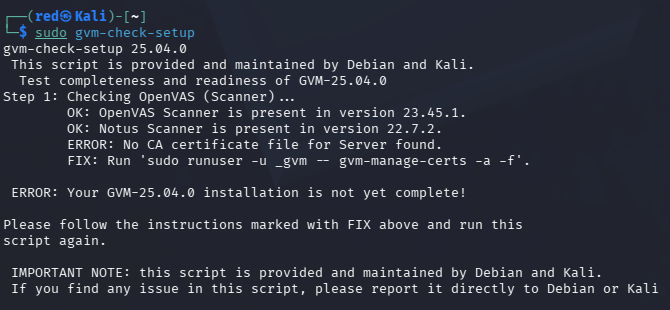 ┌──(red㉿Kali)-[~]
└─$ sudo gvm-check-setup
gvm-check-setup 25.04.0
 This script is provided and maintained by Debian and Kali.
  Test completeness and readiness of GVM-25.04.0
Step 1: Checking OpenVAS (Scanner)...
        OK: OpenVAS Scanner is present in version 23.45.1.
        OK: Notus Scanner is present in version 22.7.2.
        ERROR: No CA certificate file for Server found.
        FIX: Run 'sudo runuser -u _gvm -- gvm-manage-certs -a -f'.

 ERROR: Your GVM-25.04.0 installation is not yet complete!

Please follow the instructions marked with FIX above and run this
script again.

 IMPORTANT NOTE: this script is provided and maintained by Debian and Kali.
 If you find any issue in this script, please report it directly to Debian or Kali